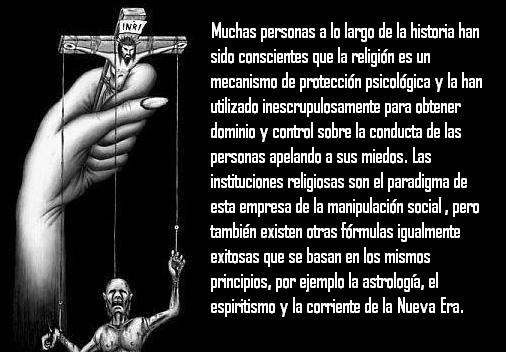 INRI
Muchas personas a lo largo de la historia han
sido conscientes que la religión es un
mecanismo de protección psicológica y la han
utilizado inescrupulosamente para obtener
dominio y control sobre la conducta de las
personas apelando a sus miedos. Las
instituciones religiosas son el paradigma de
esta empresa de la manipulación social , pero
también existen otras fórmulas igualmente
exitosas que se basan en los mismos
principios, por ejemplo la astrología, el
espiritismo y la corriente de la Nueva Era.